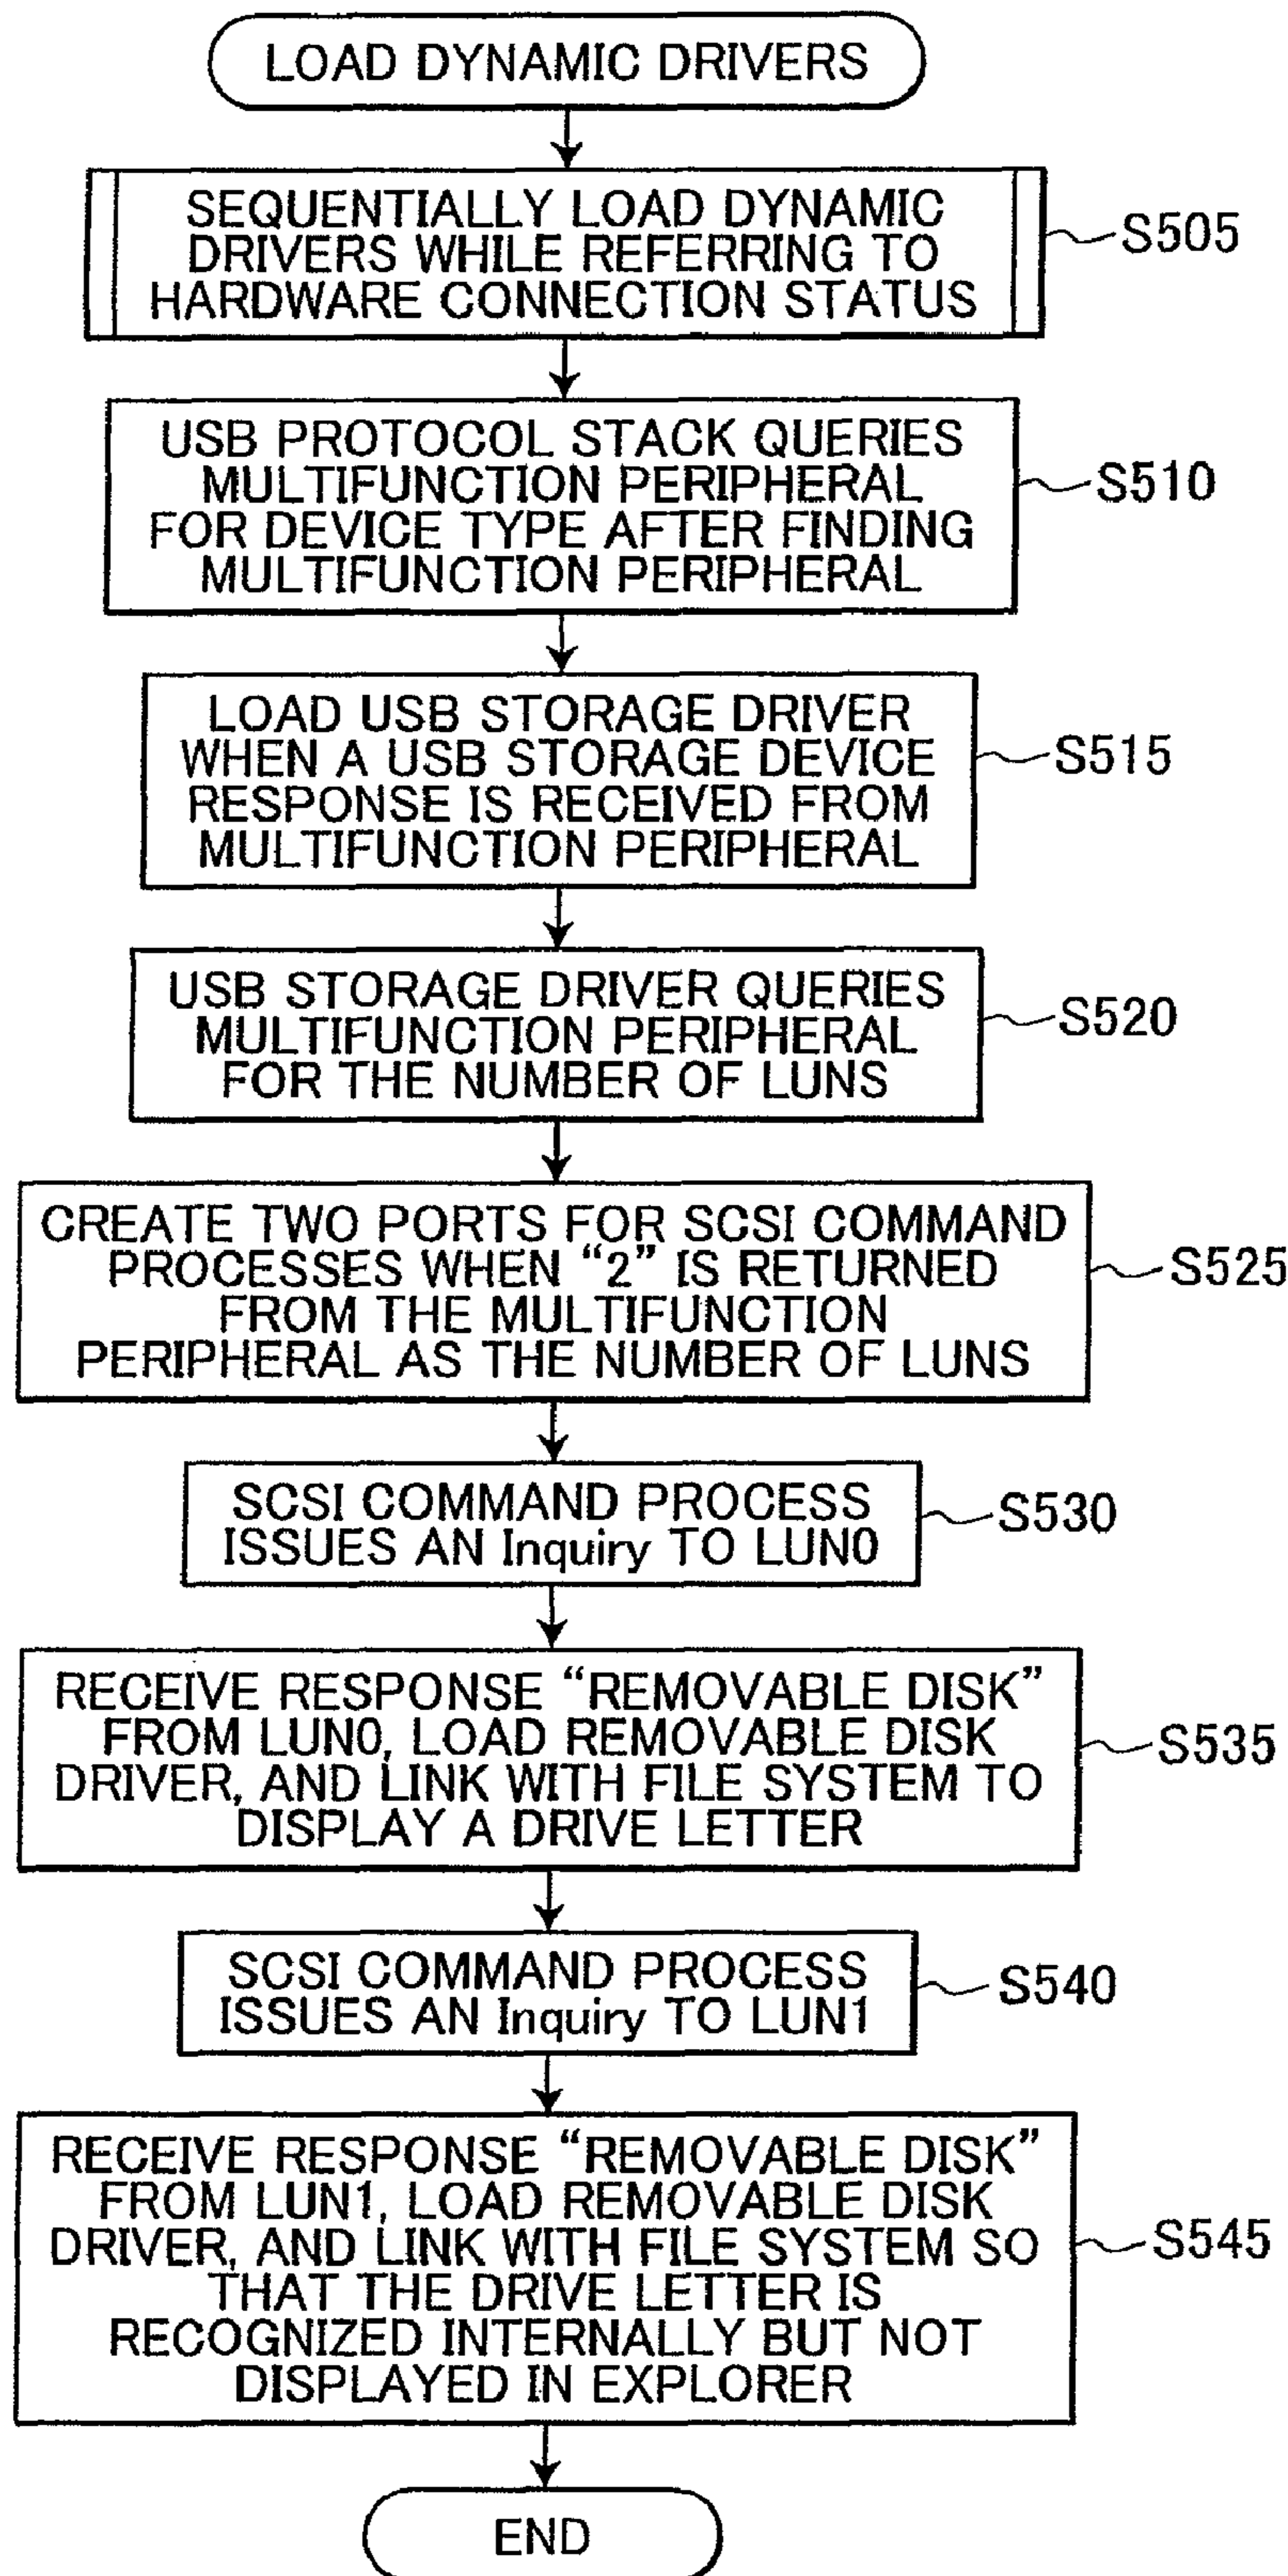 LOAD DYNAMIC DRIVERS
SEQUENTIALLY LOAD DYNAMIC
DRIVERS WHILE REFERRING TO
HARDWARE CONNECTION STATUS
S505
USB PROTOCOL STACK QUERIES
MULTIFUNCTION PERIPHERAL
FOR DEVICE TYPE AFTER FINDING
MULTIFUNCTION PERIPHERAL
S510
LOAD USB STORAGE DRIVER
WHEN A USB STORAGE DEVICE
RESPONSE IS RECEIVED FROM
MULTIFUNCTION PERIPHERAL
S515
USB STORAGE DRIVER QUERIES
MULTIFUNCTION PERIPHERAL
FOR THE NUMBER OF LUNS
S520
CREATE TWO PORTS FOR SCSI COMMAND
PROCESSES WHEN “2” IS RETURNED
FROM THE MULTIFUNCTION
PERIPHERAL AS THE NUMBER OF LUNS
S525
SCSI COMMAND PROCESS
ISSUES AN Inquiry TO LUN0
S530
RECEIVE RESPONSE “REMOVABLE DISK”
FROM LUN0, LOAD REMOVABLE DISK
DRIVER, AND LINK WITH FILE SYSTEM TO
DISPLAY A DRIVE LETTER
S535
SCSI COMMAND PROCESS
ISSUES AN Inquiry TO LUN1
S540
RECEIVE RESPONSE “REMOVABLE DISK”
FROM LUN1, LOAD REMOVABLE DISK
DRIVER, AND LINK WITH FILE SYSTEM SO
THAT THE DRIVE LETTER IS
RECOGNIZED INTERNALLY BUT NOT
DISPLAYED IN EXPLORER
S545
END